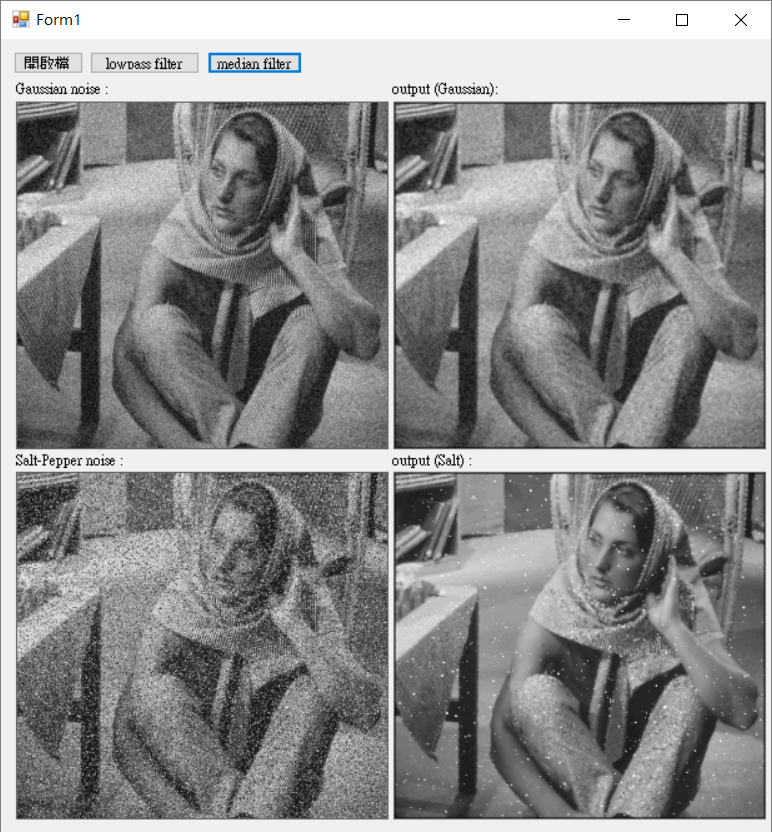 Form1
開啟檔 lowpass filter median filter
Gaussian noise : output (Gaussian):
Salt-Pepper noise : output (Salt) :